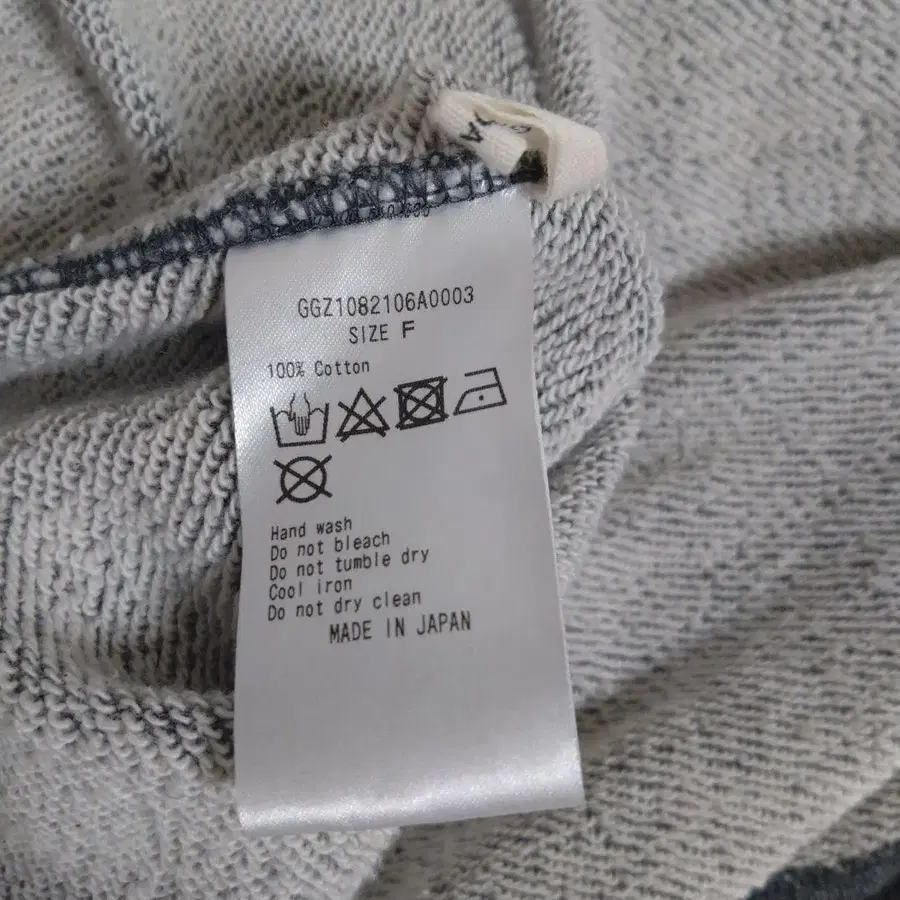 GGZ1082106A0003
SIZE F
100% Cotton
Hand wash
Do not bleach
Do not tumble dry
Cool iron
Do not dry clean
MADE IN JAPAN